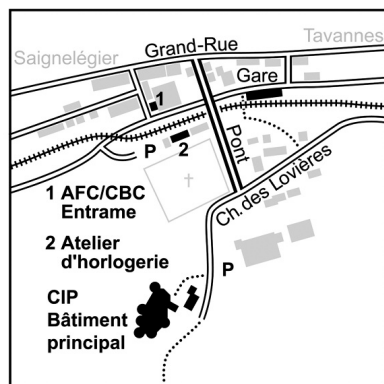 Tavannes
Saignelégier
Grand-Rue
Gare
1
P
2
Pont
1 AFC/CBC
Entrame
Ch. des Lovières
2 Atelier
d'horlogerie
P
CIP
Bâtiment
principal